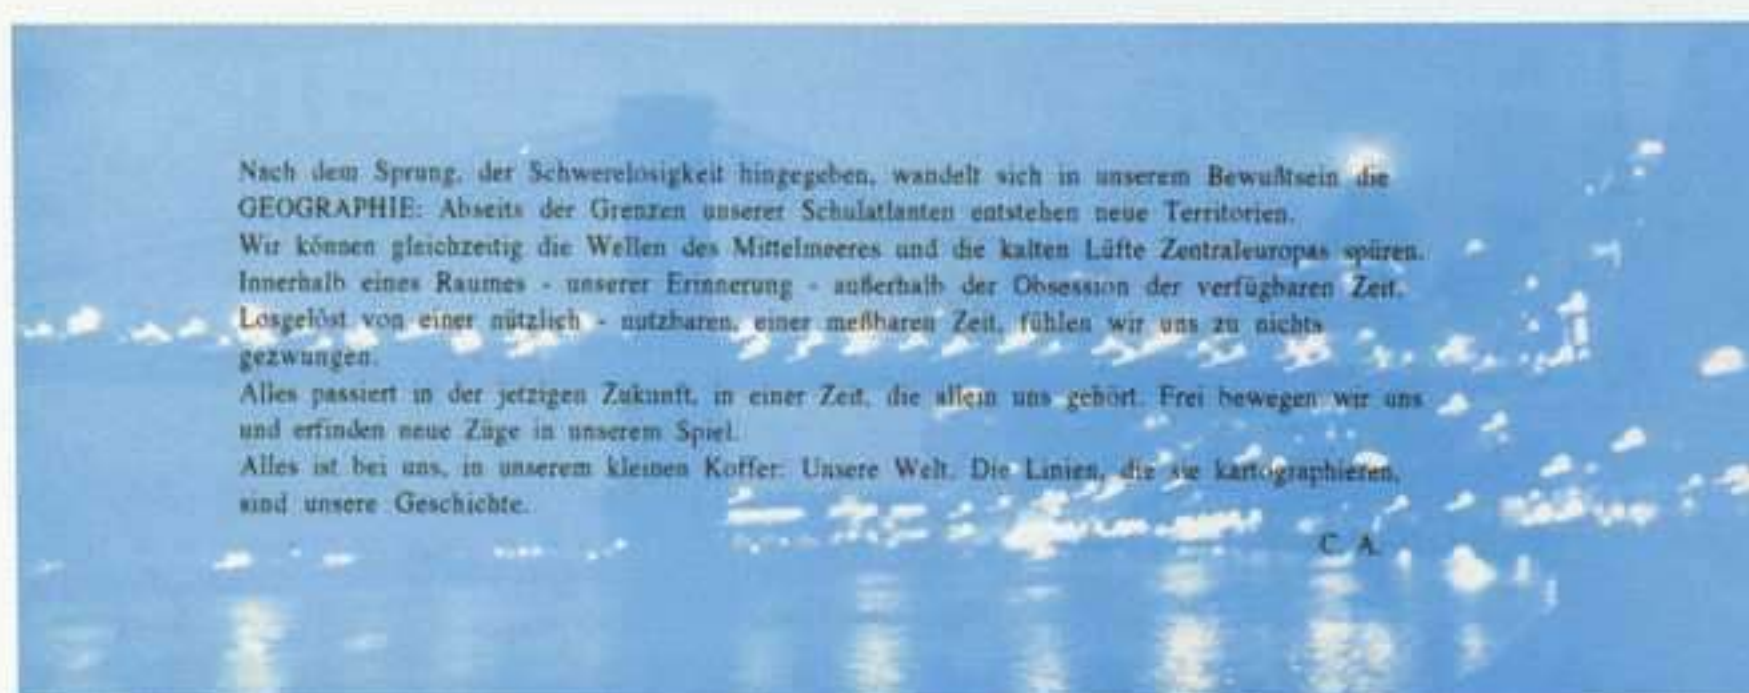 Nach dem Sprung, der Schwerelosigkeit hingegeben, wandelt sich in unserem Bewußtsein die
GEOGRAPHIE: Abseits der Grenzen unserer Schulatlanten entstehen neue Territorien.
Wir können gleichzeitig die Wellen des Mittelmeeres und die kalten Lüfte Zentraleuropas spüren.
Innerhalb eines Raumes - unserer Erinnerung - außerhalb der Obsession der verfügbaren Zeit.
Losgelöst von einer nützlich - nutzbaren, einer meßbaren Zeit, fühlen wir uns zu nichts
gezwungen.
Alles passiert in der jetzigen Zukunft, in einer Zeit, die allein uns gehört. Frei bewegen wir uns
und erfinden neue Züge in unserem Spiel.
Alles ist bei uns, in unserem kleinen Koffer: Unsere Welt. Die Linien, die sie kartographieren,
sind unsere Geschichte.
C. A.